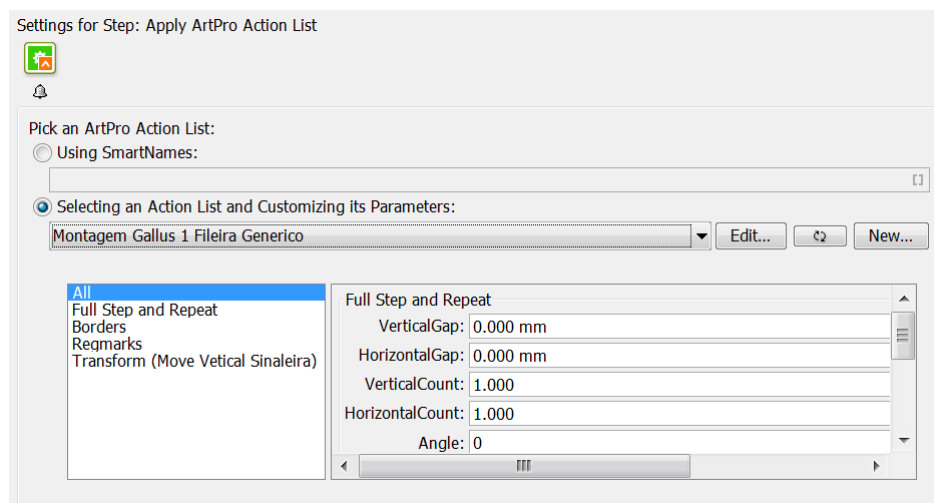 Settings for Step: Apply ArtPro Action List
Pick an ArtPro Action List:
Using SmartNames:
[]
Selecting an Action List and Customizing its Parameters:
Montagem Gallus 1 Fileira Generico
Edit...
New...
All
Full Step and Repeat
Borders
Regmarks
Transform (Move Vetical Sinaleira)
Full Step and Repeat
VerticalGap: 0.000 mm
HorizontalGap: 0.000 mm
VerticalCount: 1.000
HorizontalCount: 1.000
Angle: 0